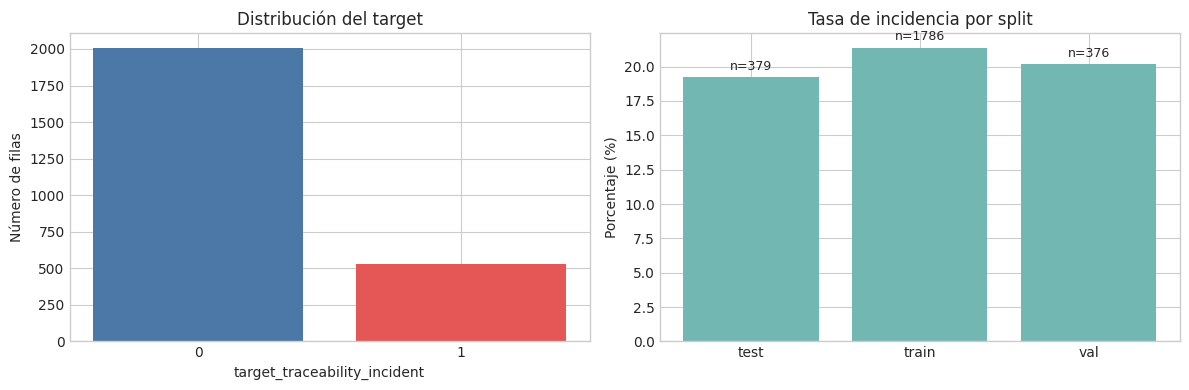 Distribución del target
Número de filas
2000
1750
1500
1250
1000
750
500
250
0
0
1
target_traceability_incident
Tasa de incidencia por split
Porcentaje (%)
20.0
17.5
15.0
12.5
10.0
7.5
5.0
2.5
0.0
n=379
n=1786
n=376
test
train
val